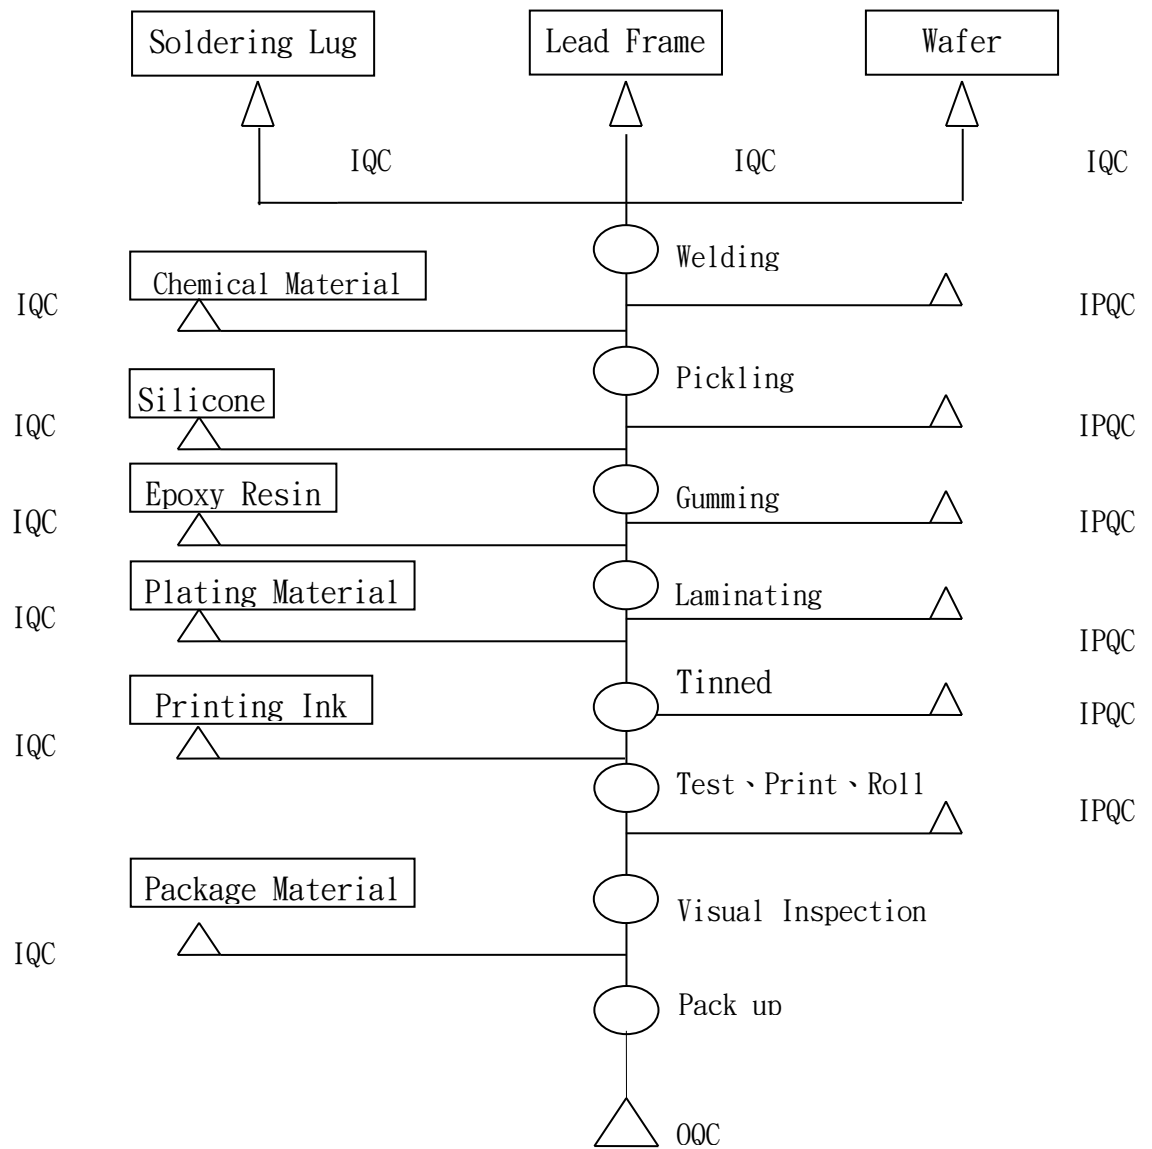 Soldering Lug
Lead Frame
Wafer
IQC
IQC
IQC
Welding
Chemical Material
IQC
IPQC
Pickling
Silicone
IQC
IPQC
Epoxy Resin
Gumming
IQC
IPQC
Plating Material
Laminating
IQC
IPQC
Tinned
Printing Ink
IPQC
IQC
Test、Print、Roll
IPQC
Package Material
Visual Inspection
IQC
Pack up
OQC